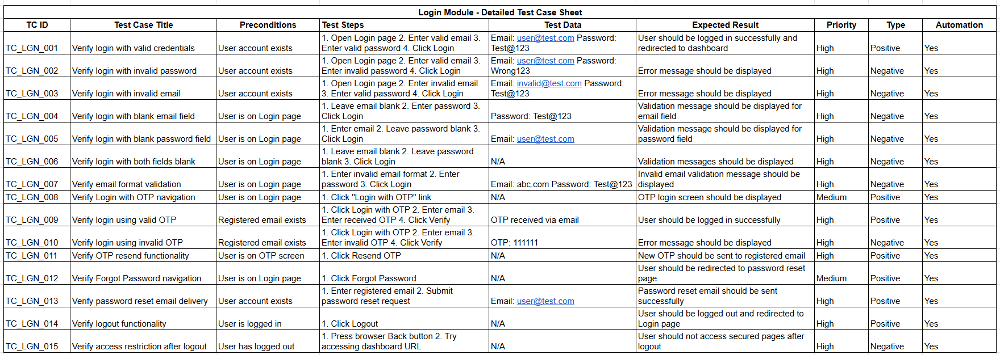 Login Module - Detailed Test Case Sheet
TC ID Test Case Title Preconditions Test Steps Test Data Expected Result Priority Type Automation
TC_LGN_001 Verify login with valid credentials User account exists 1. Open Login page 2. Enter valid email 3. Enter valid password 4. Click Login Email: user@test.com Password: Test@123 User should be logged in successfully and redirected to dashboard High Positive Yes
TC_LGN_002 Verify login with invalid password User account exists 1. Open Login page 2. Enter valid email 3. Enter invalid password 4. Click Login Email: user@test.com Password: Wrong123 Error message should be displayed High Negative Yes
TC_LGN_003 Verify login with invalid email User account exists 1. Open Login page 2. Enter invalid email 3. Enter valid password 4. Click Login Email: invalid@test.com Password: Test@123 Error message should be displayed High Negative Yes
TC_LGN_004 Verify login with blank email field User is on Login page 1. Leave email blank 2. Enter password 3. Click Login Password: Test@123 Validation message should be displayed for email field High Negative Yes
TC_LGN_005 Verify login with blank password field User is on Login page 1. Enter email 2. Leave password blank 3. Click Login Email: user@test.com Validation message should be displayed for password field High Negative Yes
TC_LGN_006 Verify login with both fields blank User is on Login page 1. Leave email blank 2. Leave password blank 3. Click Login N/A Validation messages should be displayed High Negative Yes
TC_LGN_007 Verify email format validation User is on Login page 1. Enter invalid email format 2. Enter password 3. Click Login Email: abc.com Password: Test@123 Invalid email validation message should be displayed High Negative Yes
TC_LGN_008 Verify Login with OTP navigation User is on Login page 1. Click "Login with OTP" link N/A OTP login screen should be displayed Medium Positive Yes
TC_LGN_009 Verify login using valid OTP Registered email exists 1. Click Login with OTP 2. Enter email 3. Enter received OTP 4. Click Verify OTP received via email User should be logged in successfully High Positive Yes
TC_LGN_010 Verify login using invalid OTP Registered email exists 1. Click Login with OTP 2. Enter email 3. Enter invalid OTP 4. Click Verify OTP: 111111 Error message should be displayed High Negative Yes
TC_LGN_011 Verify OTP resend functionality User is on OTP screen 1. Click Resend OTP N/A New OTP should be sent to registered email High Positive Yes
TC_LGN_012 Verify Forgot Password navigation User is on Login page 1. Click Forgot Password N/A User should be redirected to password reset page Medium Positive Yes
TC_LGN_013 Verify password reset email delivery User account exists 1. Enter registered email 2. Submit password reset request Email: user@test.com Password reset email should be sent successfully High Positive Yes
TC_LGN_014 Verify logout functionality User is logged in 1. Click Logout N/A User should be logged out and redirected to Login page High Positive Yes
TC_LGN_015 Verify access restriction after logout User has logged out 1. Press browser Back button 2. Try accessing dashboard URL N/A User should not access secured pages after logout High Negative Yes